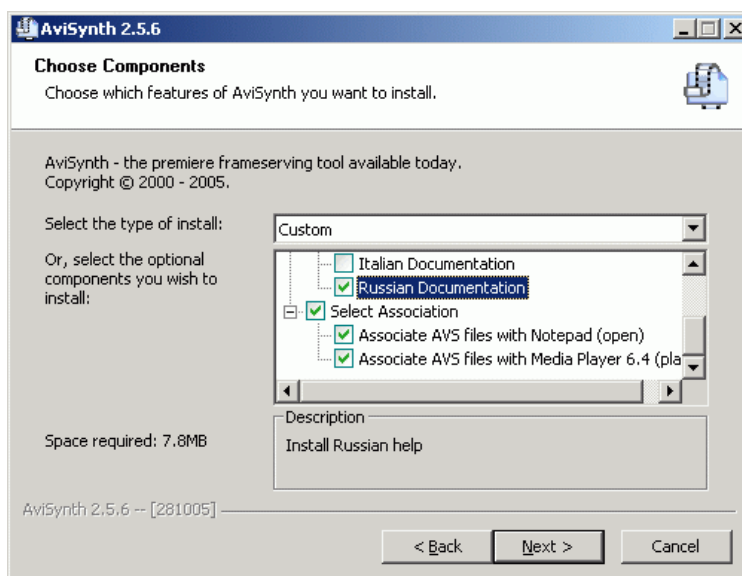 AviSynth 2.5.6
Choose Components
Choose which features of AviSynth you want to install.
AviSynth - the premiere frameserving tool available today.
Copyright © 2000 - 2005.
Select the type of install:
Custom
Or, select the optional
components you wish to
install:
Italian Documentation
Russian Documentation
Select Association
Associate AVS files with Notepad (open)
Associate AVS files with Media Player 6.4 (pla
Space required: 7.8MB
Description
Install Russian help
AviSynth 2.5.6 -- [281005]
< Back
Next >
Cancel